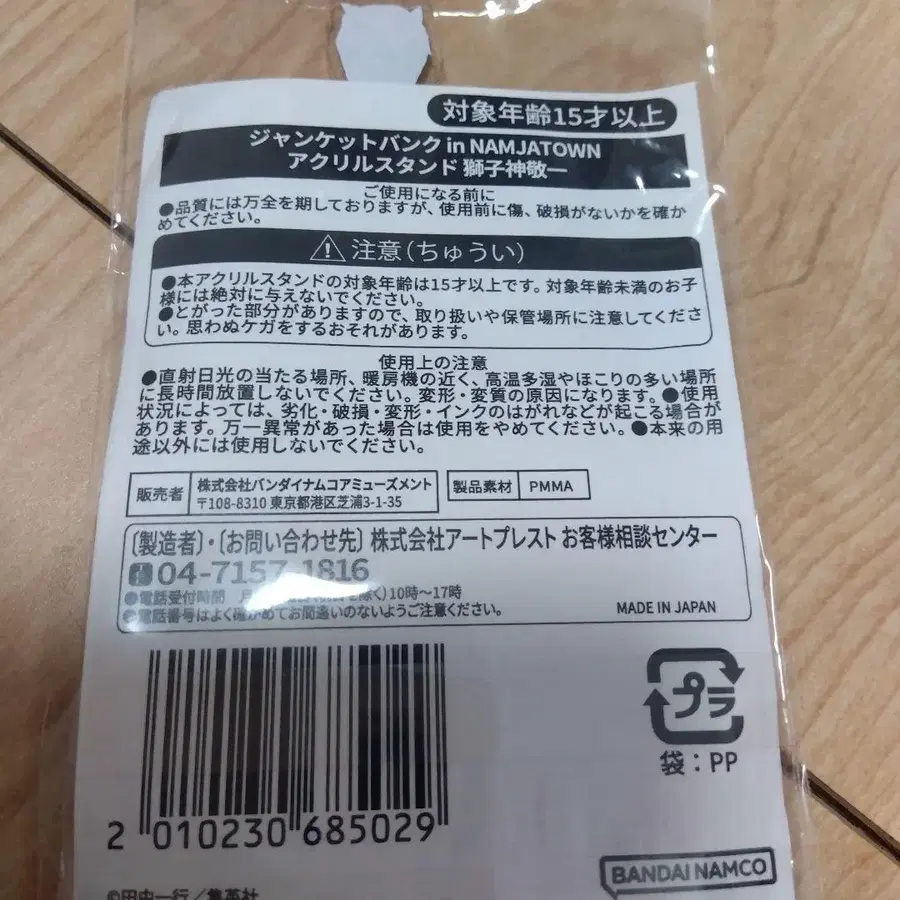 対象年齢15才以上
ジャンケットバンク in NAMJATOWN
アクリルスタンド 獅子神敬一
ご使用になる前に
●品質には万全を期しておりますが、使用前に傷、破損がないかを確か
めてください。
⚠注意(ちゅうい)
●本アクリルスタンドの対象年齢は15才以上です。対象年齢未満のお子
様には絶対に与えないでください。
●とがった部分がありますので、取り扱いや保管場所に注意してくださ
い。思わぬケガをするおそれがあります。
使用上の注意
●直射日光の当たる場所、暖房機の近く、高温多湿やほこりの多い場所
に長時間放置しないでください。変形・変質の原因になります。●使用
状況によっては、劣化・破損・変形・インクのはがれなどが起こる場合が
あります。万一異常があった場合は使用をやめてください。●本来の用
途以外には使用しないでください。
販売者 株式会社バンダイナムコアミューズメント
〒108-8310 東京都港区芝浦3-1-35
製品素材 PMMA
〔製造者〕・〔お問い合わせ先〕 株式会社アートプレスト お客様相談センター
04-7157-1816
●電話受付時間 月 除く)10時〜17時
●電話番号はよく確かめてお間違いのないようご注意ください。
MADE IN JAPAN
プラ
袋：PP
2 010230 685029
BANDAI NAMCO
©田中一行／集英社